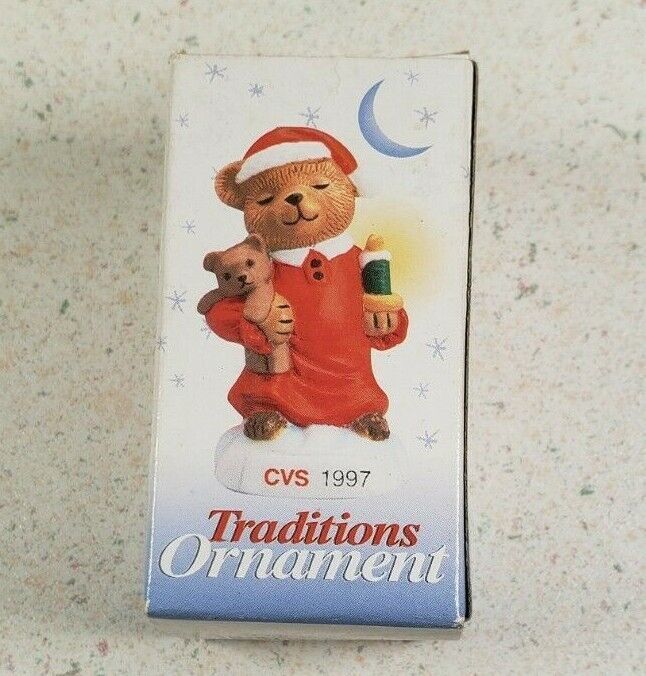 CVS 1997
Traditions
Ornament